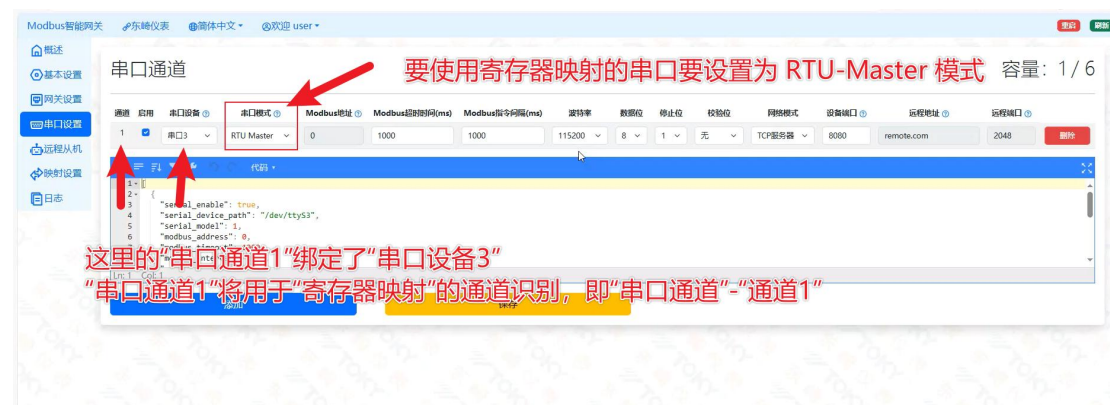 Modbus智能网关 东崎仪表 简体中文 欢迎 user 重启 刷新
概述
基本设置
网关设置
串口设置
远程从机
映射设置
日志
串口通道 要使用寄存器映射的串口要设置为 RTU-Master 模式 容量: 1 / 6
通道 启用 串口设备 串口模式 Modbus地址 Modbus超时时间(ms) Modbus指令间隔(ms) 波特率 数据位 停止位 校验位 网络模式 设备端口 远程地址 远程端口
1 串口3 RTU Master 0 1000 1000 115200 8 1 无 TCP服务器 8080 remote.com 2048 删除
代码
1 [
2 {
3 "serial_enable": true,
4 "serial_device_path": "/dev/ttyS3",
5 "serial_model": 1,
6 "modbus_address": 0,
这里的“串口通道1”绑定了“串口设备3”
Ln: 1 Col: 1
“串口通道1”将用于“寄存器映射”的通道识别，即“串口通道”-“通道1”
添加 保存
TOKY